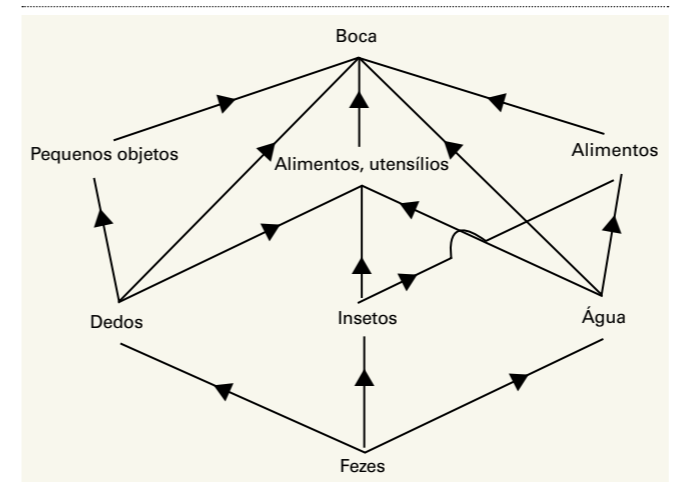 Boca
Pequenos objetos
Alimentos, utensílios
Alimentos
Dedos
Insetos
Água
Fezes